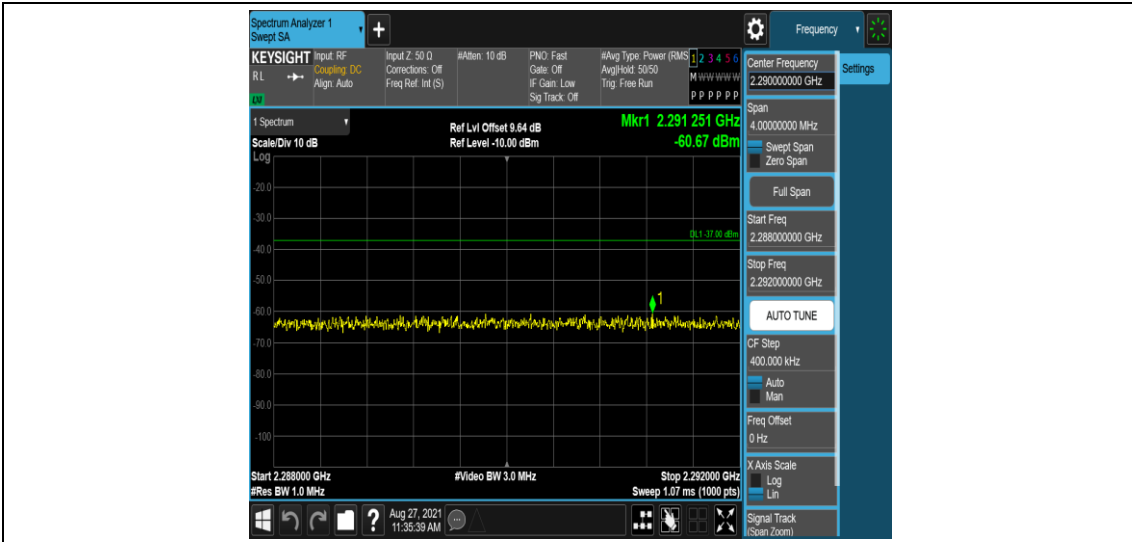 Spectrum Analyzer 1
Swept SA
Frequency
KEYSIGHT
RL
LXI
Input: RF
Coupling: DC
Align: Auto
Input Z: 50 Ω
Corrections: Off
Freq Ref: Int (S)
#Atten: 10 dB
PNO: Fast
Gate: Off
IF Gain: Low
Sig Track: Off
#Avg Type: Power (RMS
Avg|Hold: 50/50
Trig: Free Run
1 2 3 4 5 6
M W W W W W
P P P P P P
1 Spectrum
Scale/Div 10 dB
Log
Ref Lvl Offset 9.64 dB
Ref Level -10.00 dBm
Mkr1 2.291 251 GHz
-60.67 dBm
-20.0
-30.0
DL1 -37.00 dBm
-40.0
-50.0
1
-60.0
-70.0
-80.0
-90.0
-100
Start 2.288000 GHz
#Video BW 3.0 MHz
Stop 2.292000 GHz
#Res BW 1.0 MHz
Sweep 1.07 ms (1000 pts)
?
Aug 27, 2021
11:35:39 AM
Center Frequency
2.290000000 GHz
Settings
Span
4.00000000 MHz
Swept Span
Zero Span
Full Span
Start Freq
2.288000000 GHz
Stop Freq
2.292000000 GHz
AUTO TUNE
CF Step
400.000 kHz
Auto
Man
Freq Offset
0 Hz
X Axis Scale
Log
Lin
Signal Track
(Span Zoom)